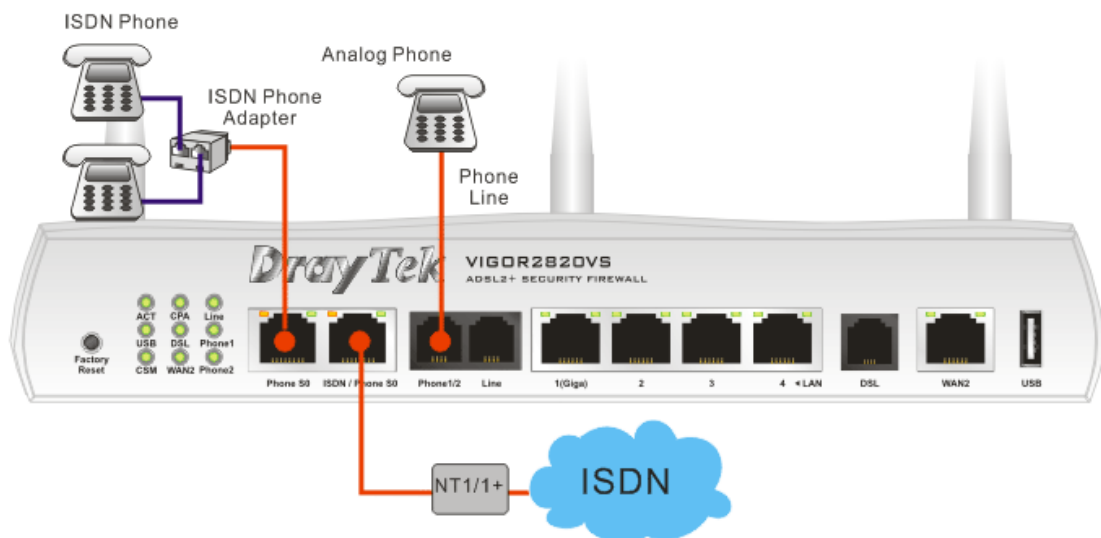 ISDN Phone
Analog Phone
ISDN Phone
Adapter
Phone
Line
DrayTek
VIGOR2820VS
ADSL2+ SECURITY FIREWALL
ACT CPA Line
USB DSL Phone1
CSM WAN2 Phone2
Factory
Reset
Phone S0 ISDN / Phone S0 Phone1/2 Line 1(Giga) 2 3 4 ◄LAN DSL WAN2 USB
NT1/1+
ISDN